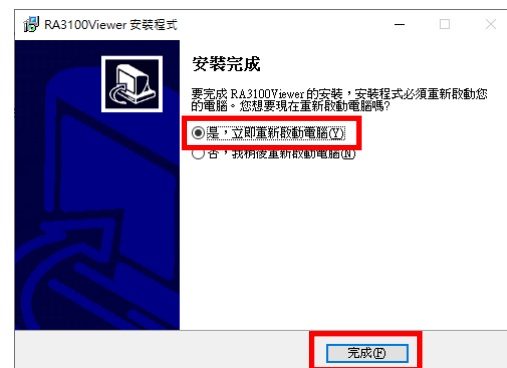 RA3100Viewer 安裝程式
安裝完成
要完成 RA3100Viewer 的安裝，安裝程式必須重新啟動您
的電腦。您想要現在重新啟動電腦嗎?
是，立即重新啟動電腦(Y)
否，我稍後重新啟動電腦(N)
完成(F)